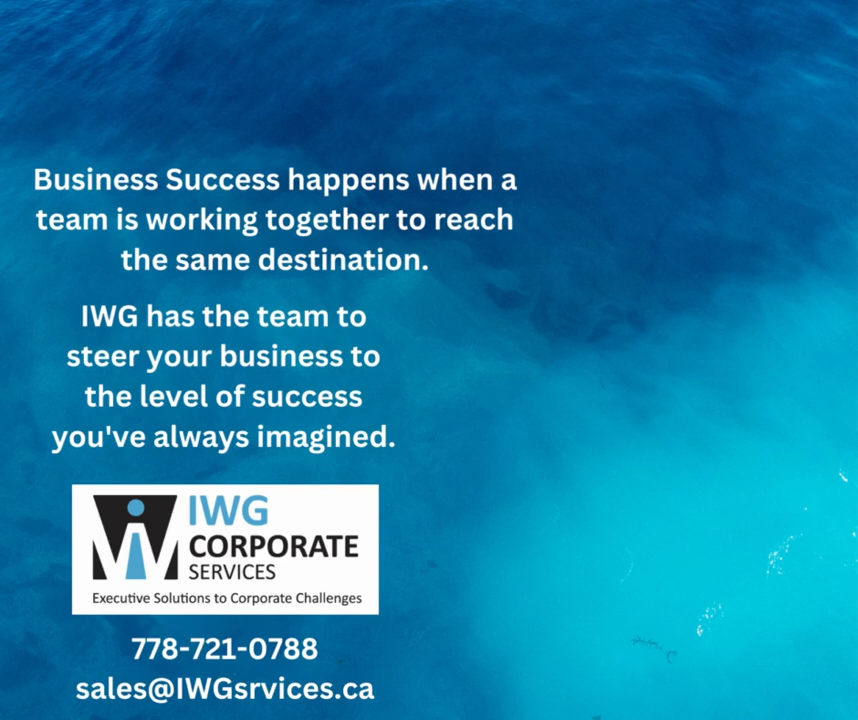 Business Success happens when a
team is working together to reach
the same destination.
IWG has the team to
steer your business to
the level of success
you've always imagined.
IWG
CORPORATE
SERVICES
Executive Solutions to Corporate Challenges
778-721-0788
sales@IWGsrvices.ca